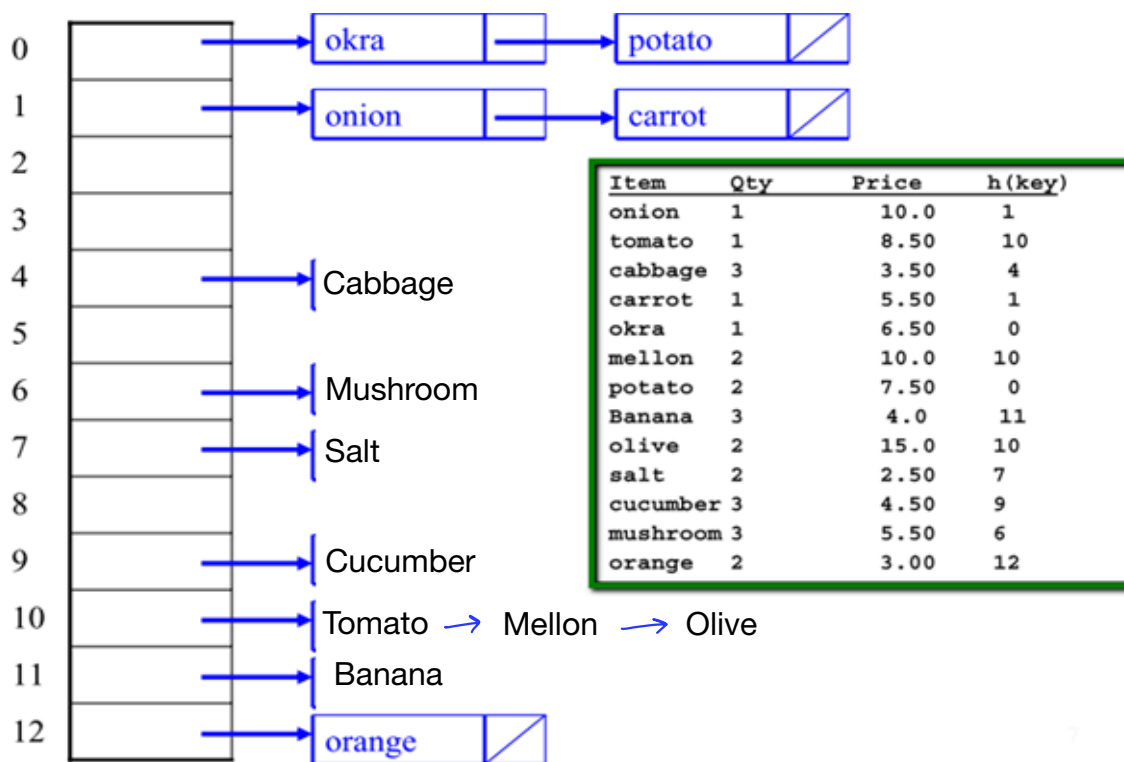 0 okra potato
1 onion carrot
2
3
4 Cabbage
5
6 Mushroom
7 Salt
8
9 Cucumber
10 Tomato → Mellon → Olive
11 Banana
12 orange
Item Qty Price h(key)
onion 1 10.0 1
tomato 1 8.50 10
cabbage 3 3.50 4
carrot 1 5.50 1
okra 1 6.50 0
mellon 2 10.0 10
potato 2 7.50 0
Banana 3 4.0 11
olive 2 15.0 10
salt 2 2.50 7
cucumber 3 4.50 9
mushroom 3 5.50 6
orange 2 3.00 12
7